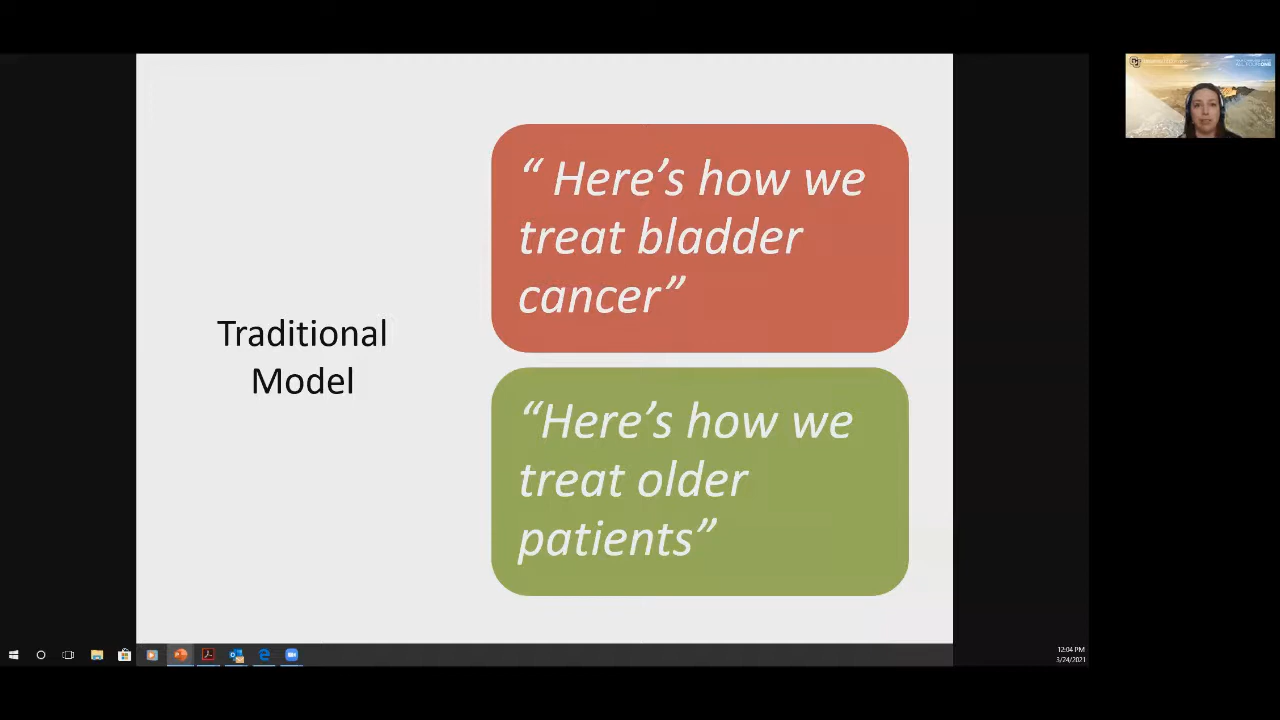 Traditional
Model
“ Here’s how we
treat bladder
cancer”
“Here’s how we
treat older
patients”
12:04 PM
3/24/2021